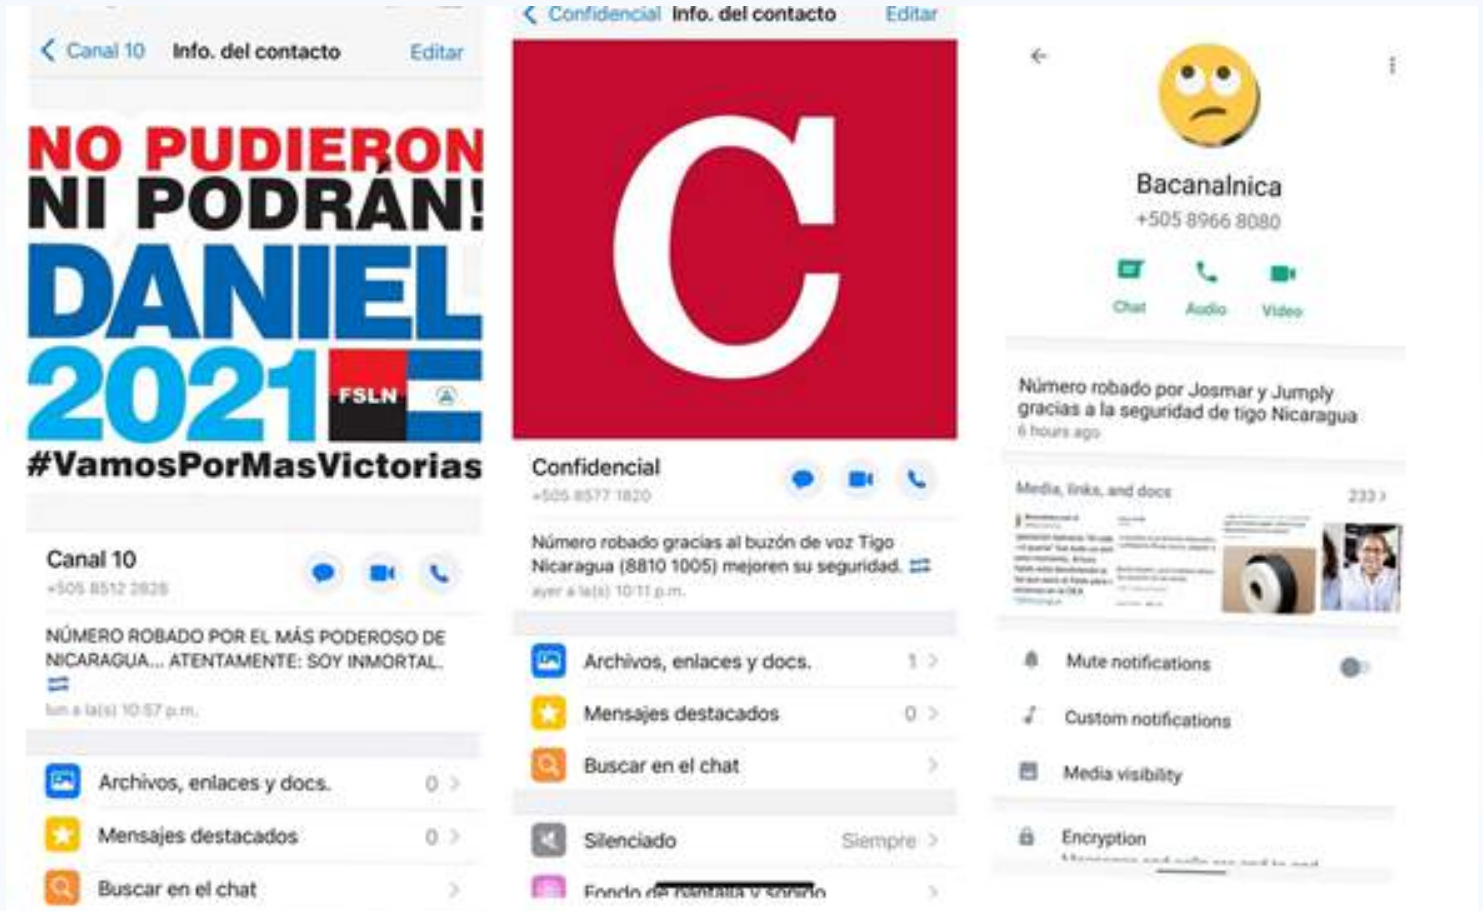 Canal 10 Info. del contacto Editar
NO PUDIERON
NI PODRÁN!
DANIEL
2021 FSLN
#VamosPorMasVictorias
Canal 10
+505 8512 2828
NÚMERO ROBADO POR EL MÁS PODEROSO DE
NICARAGUA... ATENTAMENTE: SOY INMORTAL.
lun a la(s) 10:57 p.m.
Archivos, enlaces y docs. 0
Mensajes destacados 0
Buscar en el chat
Confidencial Info. del contacto Editar
C
Confidencial
+505 8577 1820
Número robado gracias al buzón de voz Tigo
Nicaragua (8810 1005) mejoren su seguridad.
ayer a la(s) 10:11 p.m.
Archivos, enlaces y docs. 1
Mensajes destacados 0
Buscar en el chat
Silenciado Siempre
Fondo de pantalla y sonido
Bacanalnica
+505 8966 8080
Chat Audio Video
Número robado por Josmar y Jumply
gracias a la seguridad de tigo Nicaragua
6 hours ago
Media, links, and docs 233
Mute notifications
Custom notifications
Media visibility
Encryption